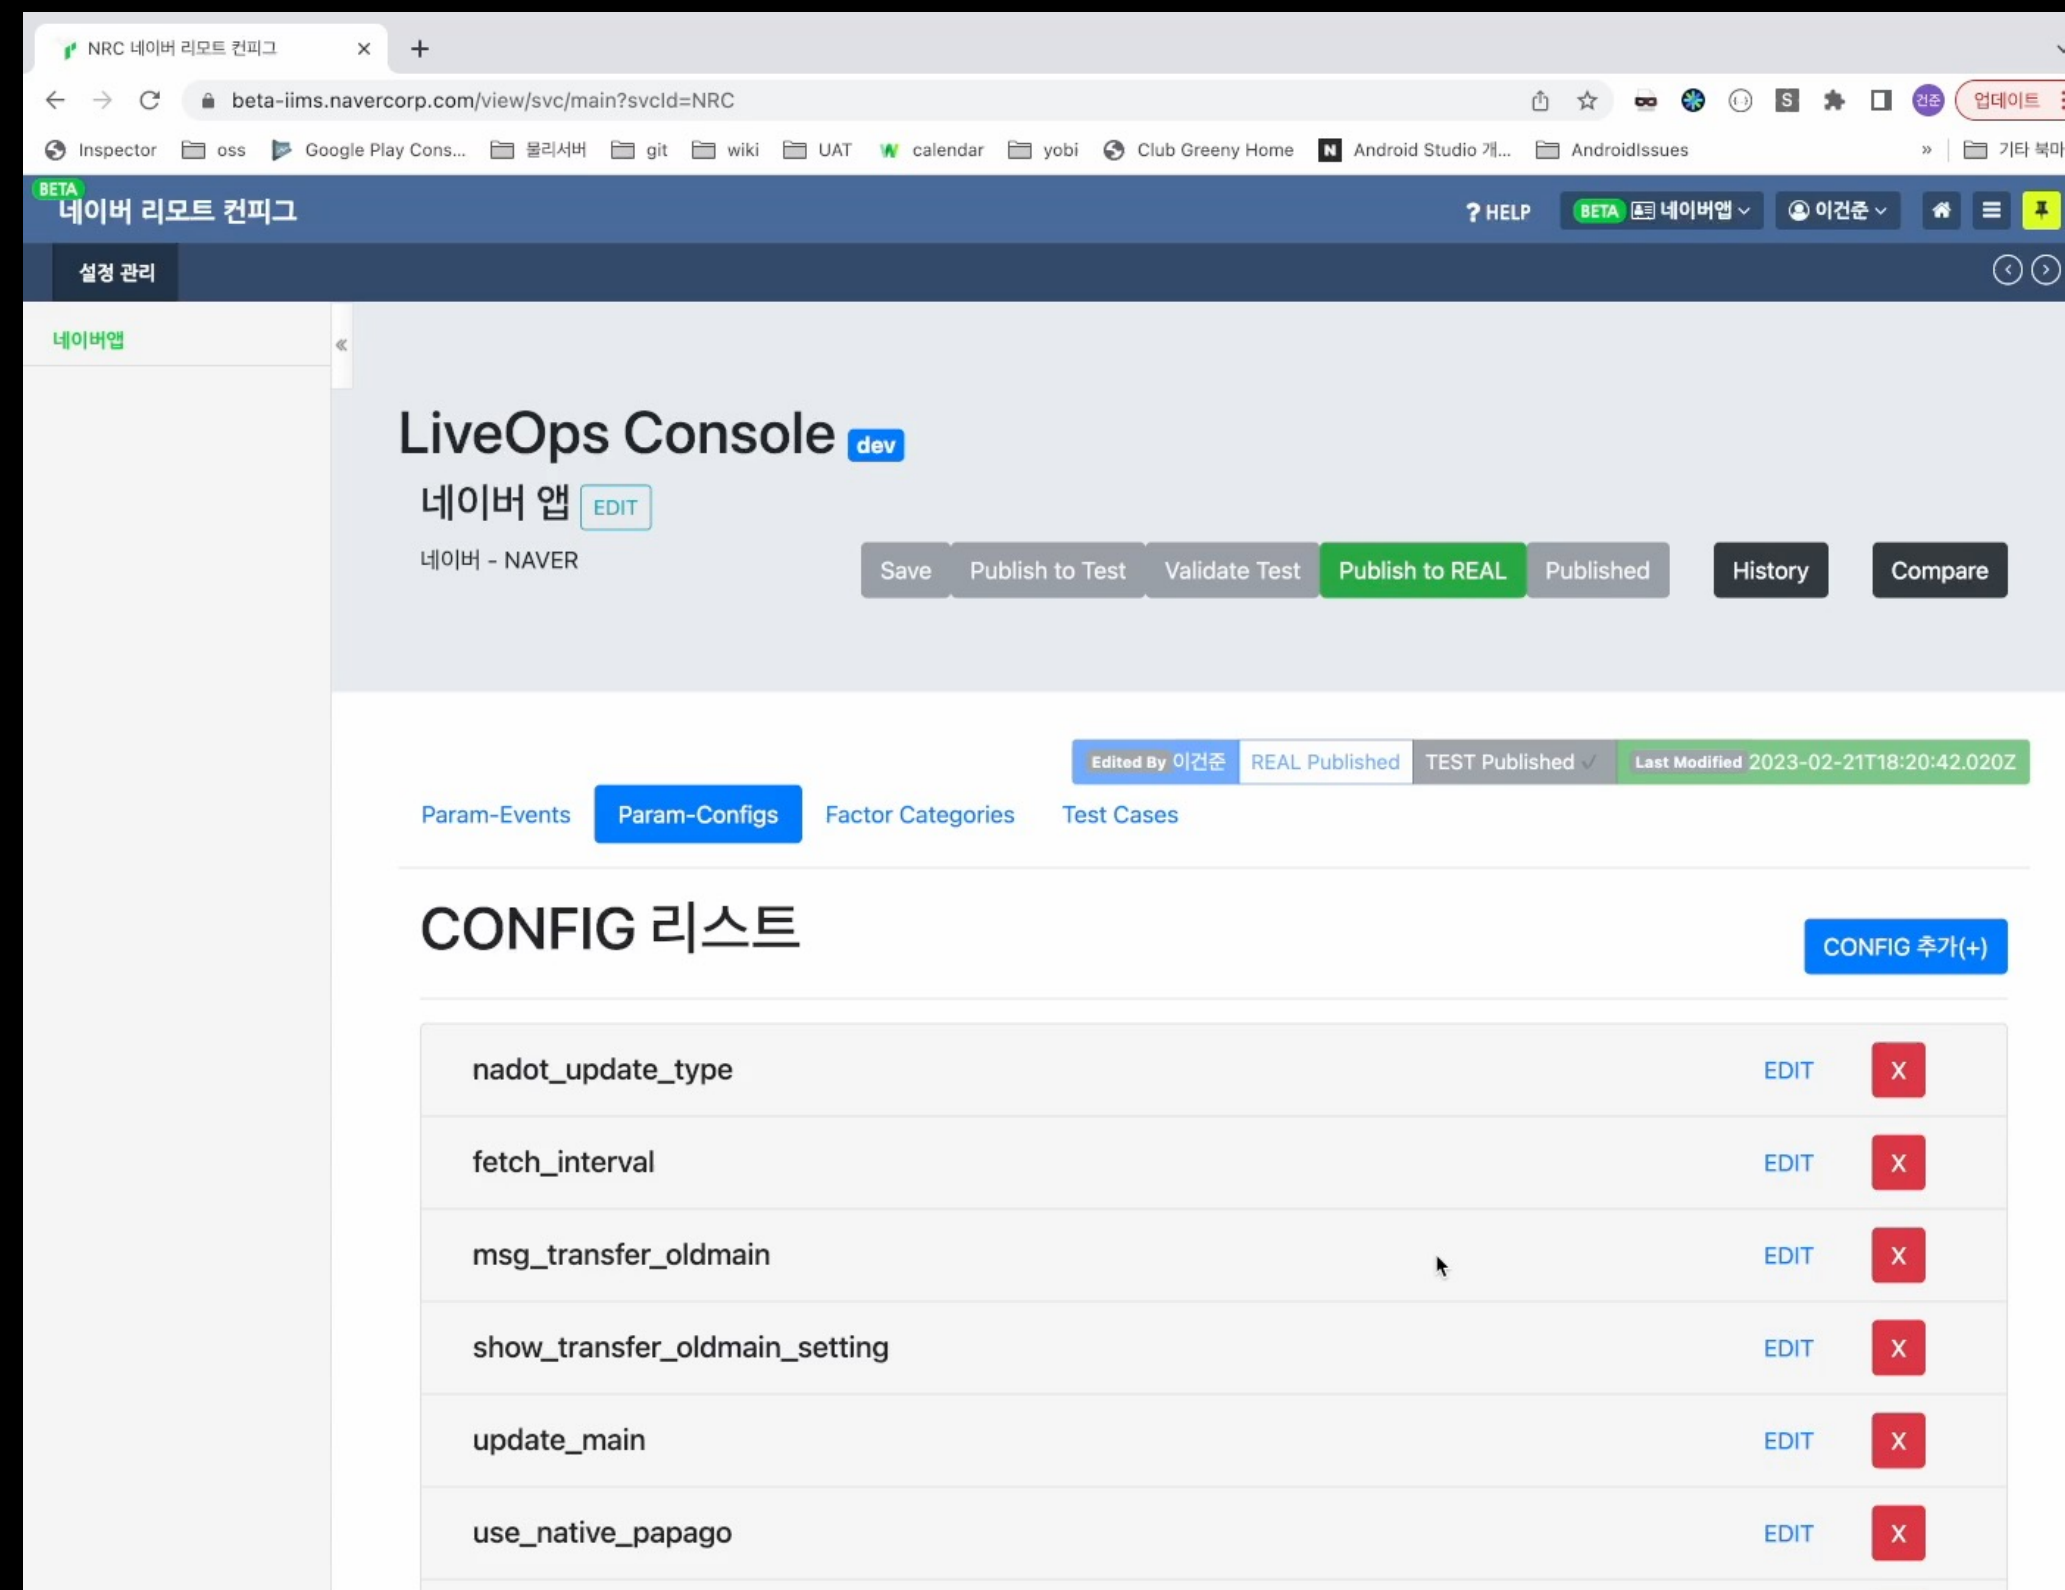 NRC 네이버 리모트 컨피그
beta-iims.navercorp.com/view/svc/main?svcId=NRC
S
건준
업데이트
Inspector oss Google Play Cons... 물리서버 git wiki UAT calendar yobi Club Greeny Home Android Studio 개... AndroidIssues » 기타 북마
BETA
네이버 리모트 컨피그
? HELP
BETA 네이버앱
이건준
설정 관리
네이버앱
«
LiveOps Console dev
네이버 앱 EDIT
네이버 - NAVER
Save Publish to Test Validate Test Publish to REAL Published History Compare
Edited By 이건준 REAL Published TEST Published ✓ Last Modified 2023-02-21T18:20:42.020Z
Param-Events Param-Configs Factor Categories Test Cases
CONFIG 리스트
CONFIG 추가(+)
nadot_update_type EDIT X
fetch_interval EDIT X
msg_transfer_oldmain EDIT X
show_transfer_oldmain_setting EDIT X
update_main EDIT X
use_native_papago EDIT X